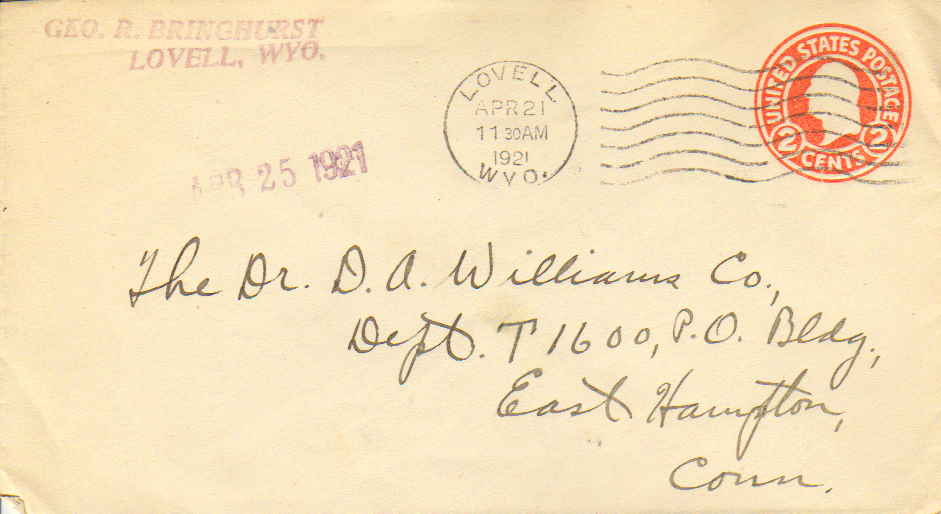 GEO. R. BRINGHURST
LOVELL, WYO.
LOVELL
APR 21
11 30 AM
1921
WYO.
UNITED STATES POSTAGE
2 CENTS 2
APR 25 1921
The Dr. D. A. Williams Co.,
Dept. T 1600, P.O. Bldg.,
East Hampton,
Conn.